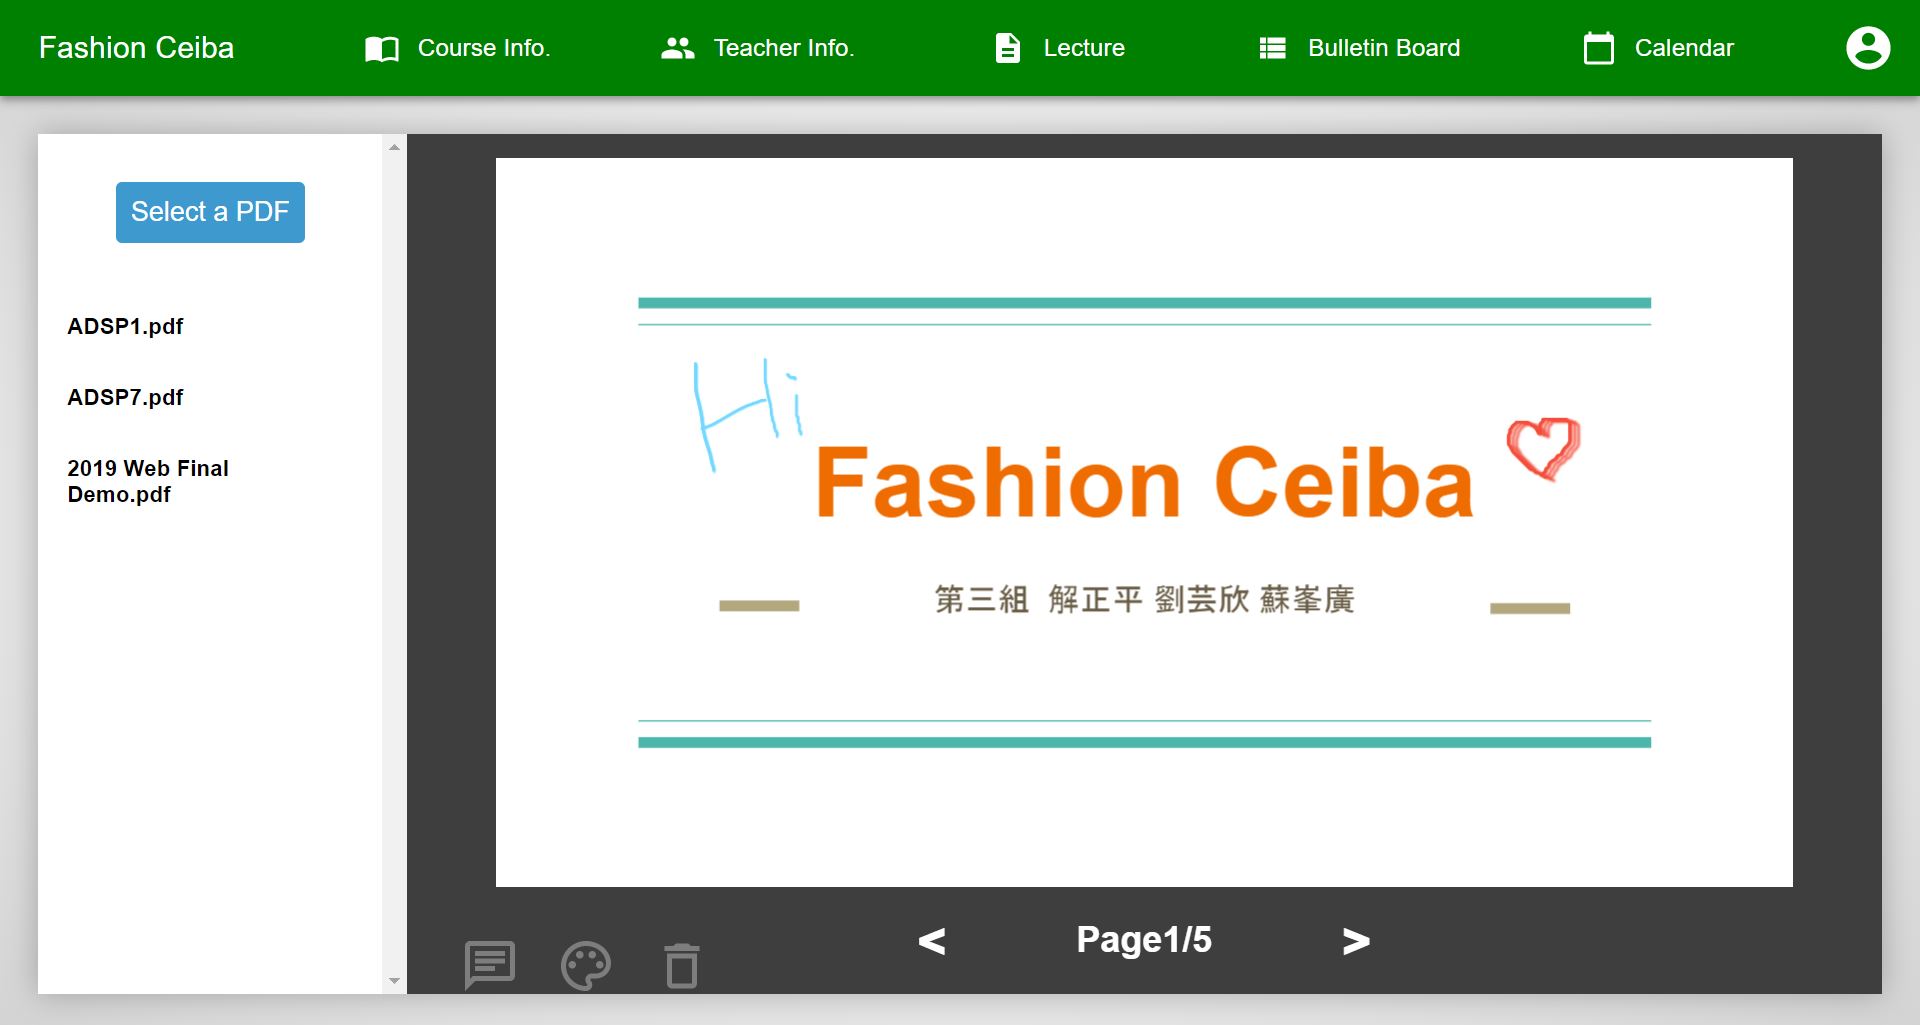 Fashion Ceiba
Course Info.
Teacher Info.
Lecture
Bulletin Board
Calendar
Select a PDF
ADSP1.pdf
ADSP7.pdf
2019 Web Final
Demo.pdf
Hi
Fashion Ceiba
第三組 解正平 劉芸欣 蘇峯廣
<
Page1/5
>